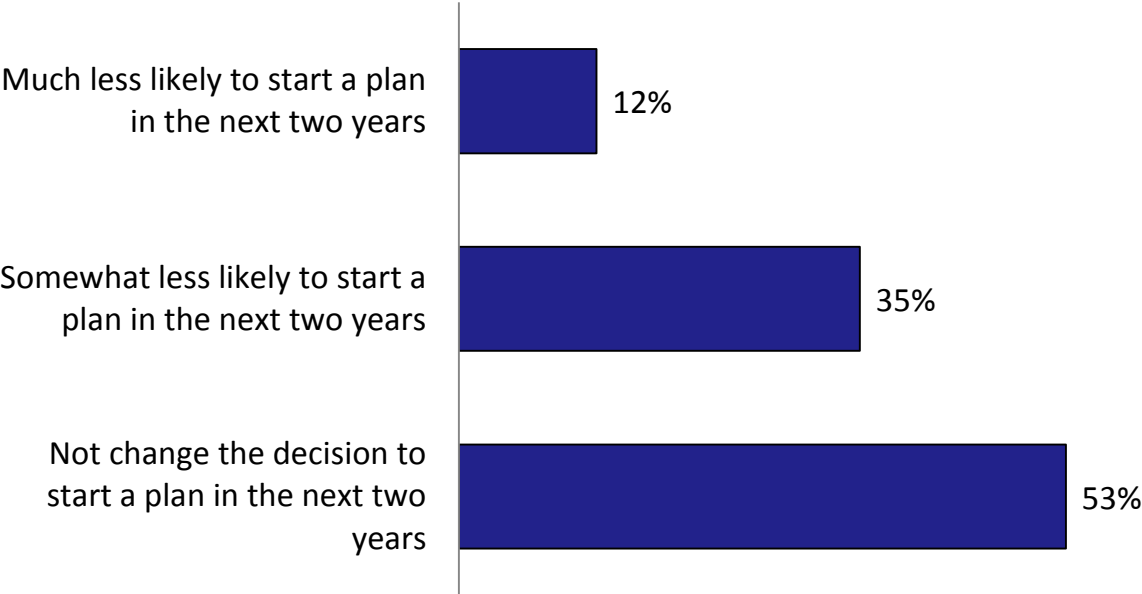 Much less likely to start a plan
in the next two years
12%
Somewhat less likely to start a
plan in the next two years
35%
Not change the decision to
start a plan in the next two
years
53%